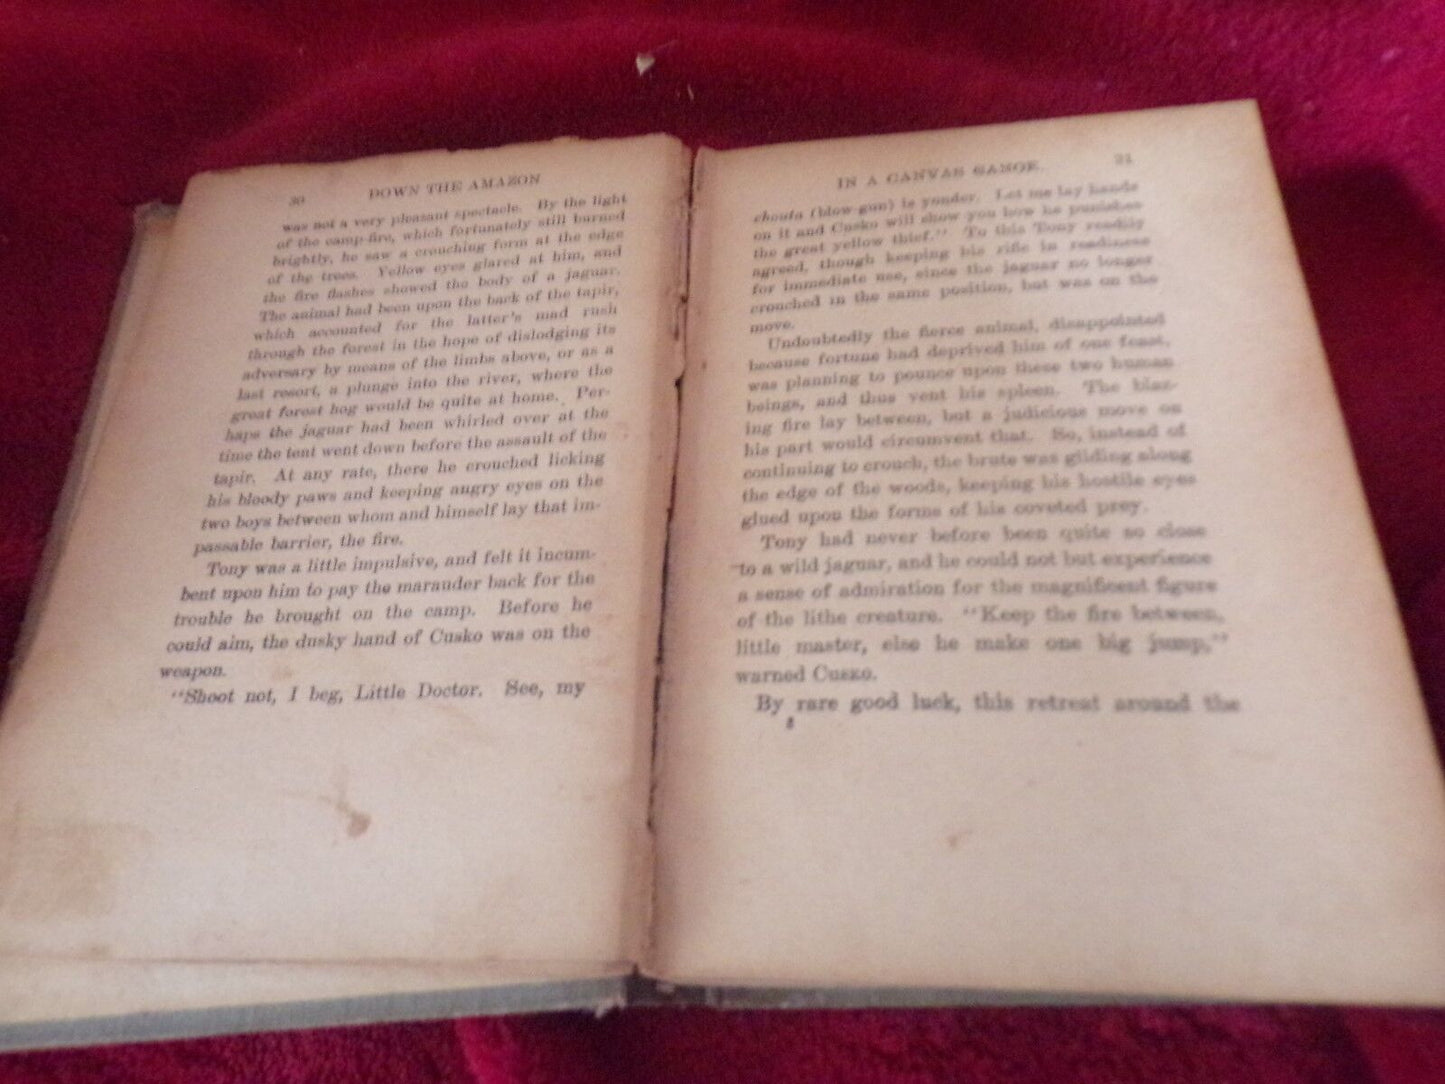 30 DOWN THE AMAZON
was not a very pleasant spectacle. By the light
of the camp-fire, which fortunately still burned
brightly, he saw a crouching form at the edge
of the trees. Yellow eyes glared at him, and
the fire flashes showed the body of a jaguar.
The animal had been upon the back of the tapir,
which accounted for the latter's mad rush
through the forest in the hope of dislodging its
adversary by means of the limbs above, or as a
last resort, a plunge into the river, where the
great forest hog would be quite at home. Per-
haps the jaguar had been whirled over at the
time the tent went down before the assault of the
tapir. At any rate, there he crouched licking
his bloody paws and keeping angry eyes on the
two boys between whom and himself lay that im-
passable barrier, the fire.
Tony was a little impulsive, and felt it incum-
bent upon him to pay the marauder back for the
trouble he brought on the camp. Before he
could aim, the dusky hand of Cusko was on the
weapon.
"Shoot not, I beg, Little Doctor. See, my
IN A CANVAS CANOE. 31
chouta (blow-gun) is yonder. Let me lay hands
on it and Cusko will show you how he punishes
the great yellow thief." To this Tony readily
agreed, though keeping his rifle in readiness
for immediate use, since the jaguar no longer
crouched in the same position, but was on the
move.
Undoubtedly the fierce animal, disappointed
because fortune had deprived him of one feast,
was planning to pounce upon these two human
beings, and thus vent his spleen. The blaz-
ing fire lay between, but a judicious move on
his part would circumvent that. So, instead of
continuing to crouch, the brute was gliding along
the edge of the woods, keeping his hostile eyes
glued upon the forms of his coveted prey.
Tony had never before been quite so close
to a wild jaguar, and he could not but experience
a sense of admiration for the magnificent figure
of the lithe creature. "Keep the fire between,
little master, else he make one big jump,"
warned Cusko.
By rare good luck, this retreat around the